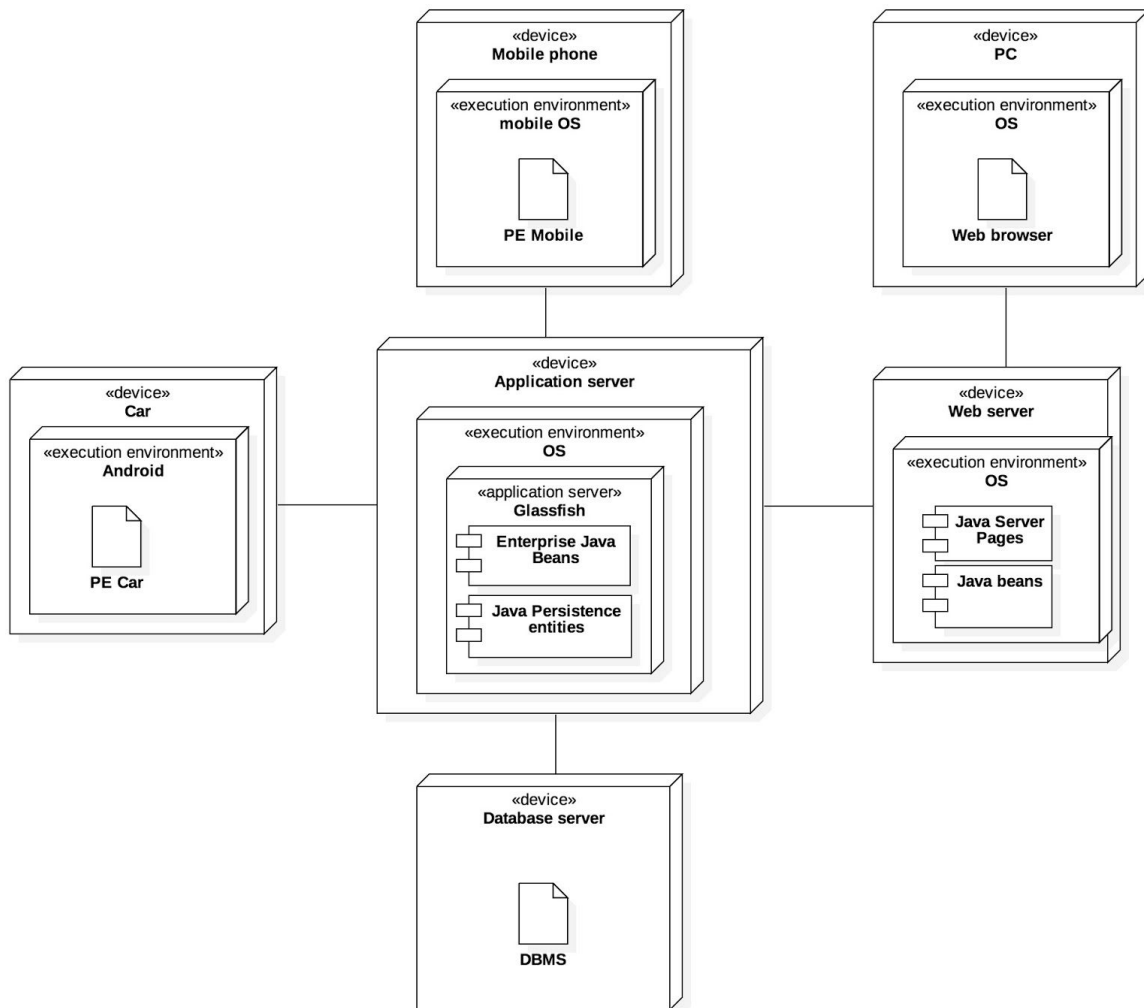 «device»
Mobile phone
«execution environment»
mobile OS
PE Mobile
«device»
PC
«execution environment»
OS
Web browser
«device»
Car
«execution environment»
Android
PE Car
«device»
Application server
«execution environment»
OS
«application server»
Glassfish
Enterprise Java
Beans
Java Persistence
entities
«device»
Web server
«execution environment»
OS
Java Server
Pages
Java beans
«device»
Database server
DBMS